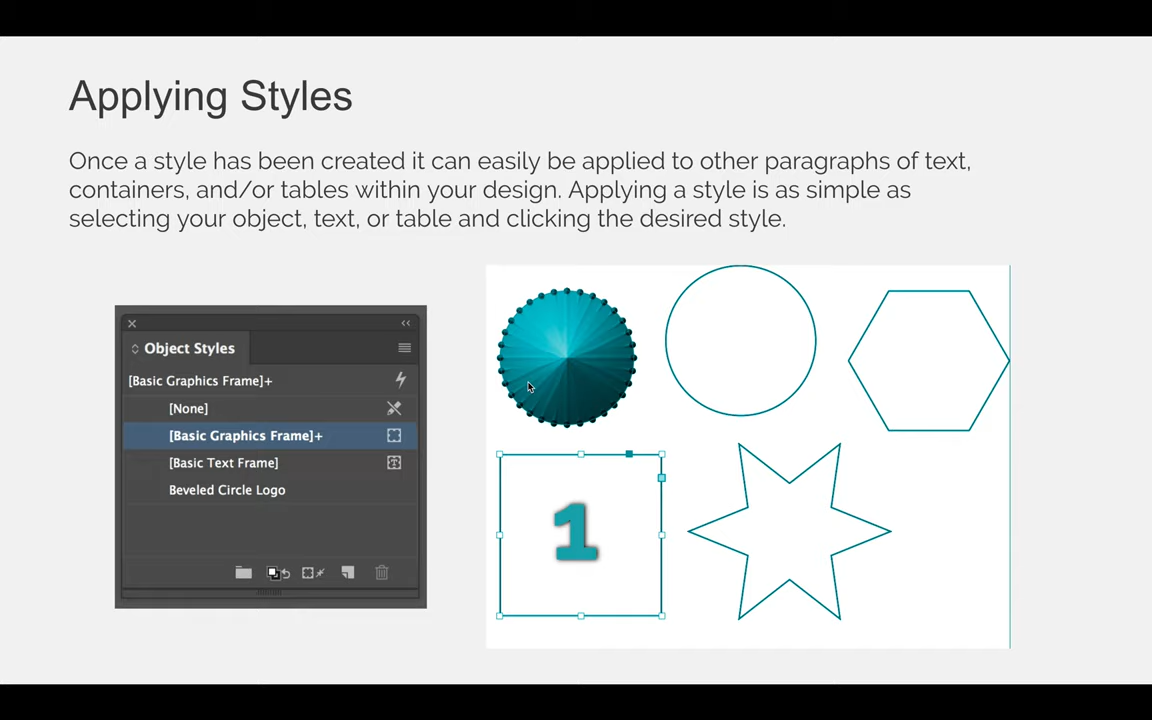 Applying Styles
Once a style has been created it can easily be applied to other paragraphs of text,
containers, and/or tables within your design. Applying a style is as simple as
selecting your object, text, or table and clicking the desired style.
Object Styles
[Basic Graphics Frame]+
[None]
[Basic Graphics Frame]+
[Basic Text Frame]
Beveled Circle Logo
1